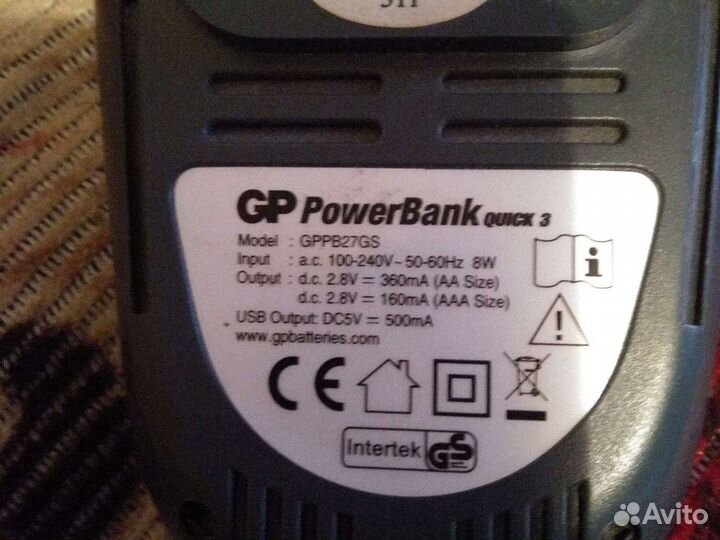 311
GP PowerBank QUICK 3
Model : GPPB27GS
Input : a.c. 100-240V~ 50-60Hz 8W
Output : d.c. 2.8V ⎓ 360mA (AA Size)
d.c. 2.8V ⎓ 160mA (AAA Size)
USB Output: DC5V ⎓ 500mA
www.gpbatteries.com
CE
Intertek GS
Avito